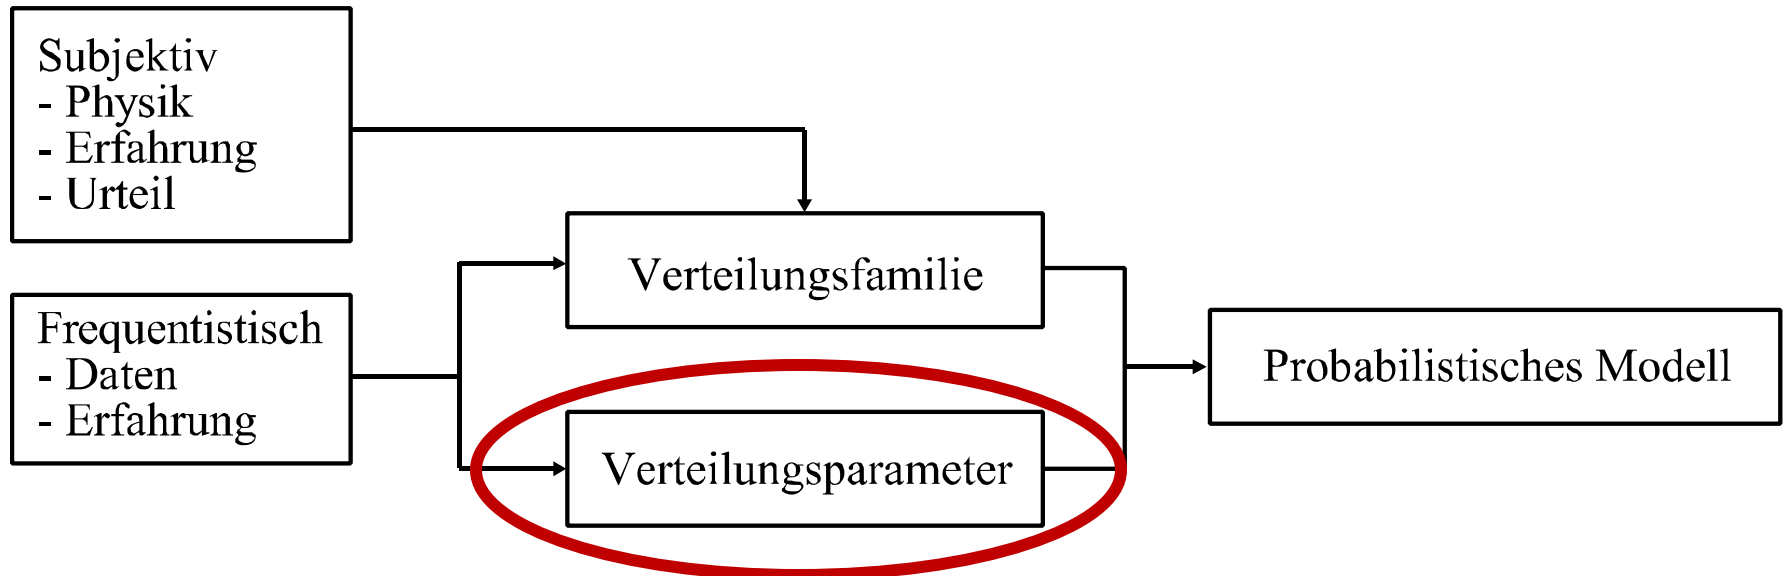 Subjektiv
- Physik
- Erfahrung
- Urteil
Verteilungsfamilie
Frequentistisch
- Daten
- Erfahrung
Probabilistisches Modell
Verteilungsparameter